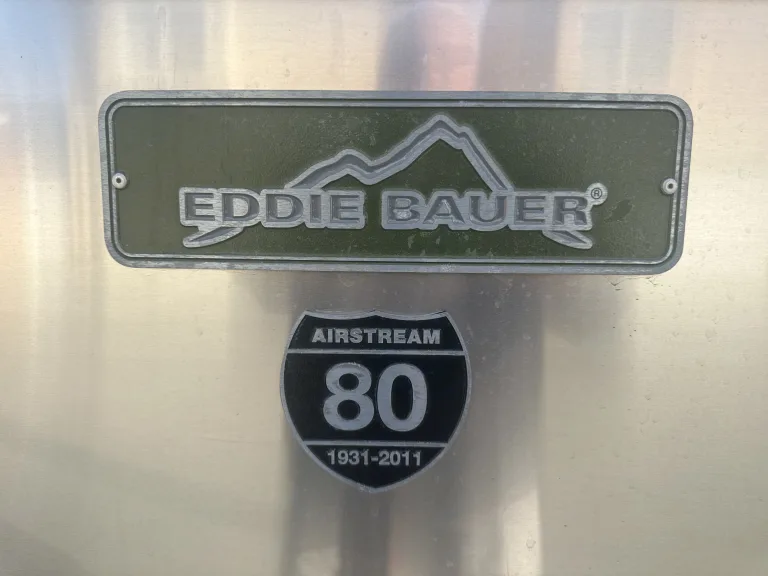 EDDIE BAUER®
AIRSTREAM
80
1931-2011